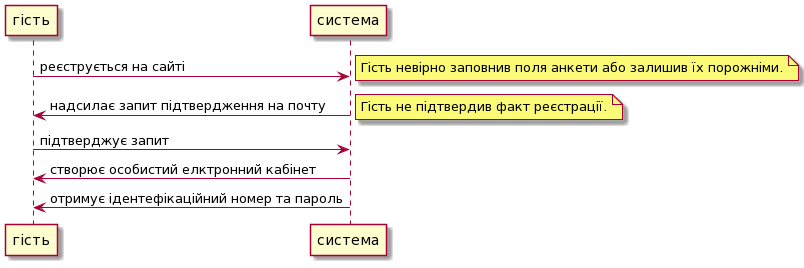 гість система
реєструється на сайті Гість невірно заповнив поля анкети або залишив їх порожніми.
надсилає запит підтвердження на почту Гість не підтвердив факт реєстрації.
підтверджує запит
створює особистий елктронний кабінет
отримує ідентефікаційний номер та пароль
гість система